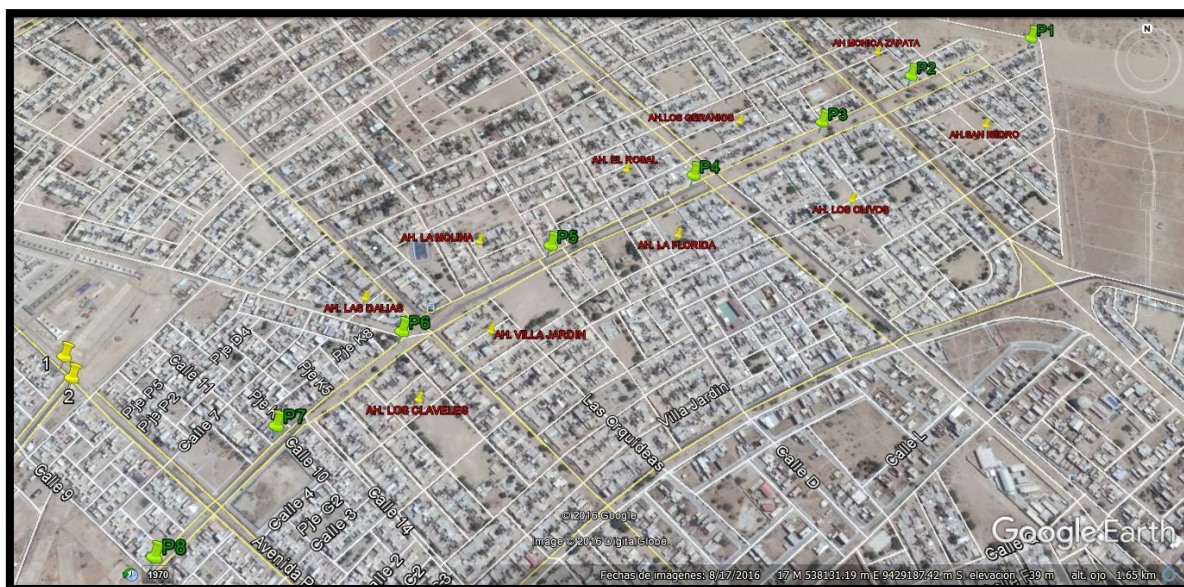 P1
N
AH MONICA ZAPATA
P2
AH.LOS GERANIOS
P3
AH.SAN ISIDRO
AH. EL ROSAL
P4
AH. LOS OLIVOS
AH. LA MOLINA
P5
AH. LA FLORIDA
AH. LAS DALIAS
P6
AH. VILLA JARDIN
1
2
Pje D4
Pje K8
Calle 11
Pje K5
Pje P3
Pje P2
Calle 7
P7
AH. LOS CLAVELES
Villa Jardin
Las Orquideas
Calle L
Calle D
Calle 10
Calle 9
Calle 4
Pje G2
Calle 3
Calle 14
P8
© 2015 Google
Image © 2016 DigitalGlobe
Google Earth
1970
Fechas de imágenes: 8/17/2016 17 M 538131.19 m E 9429187.42 m S elevación 39 m alt. ojo 1.65 km